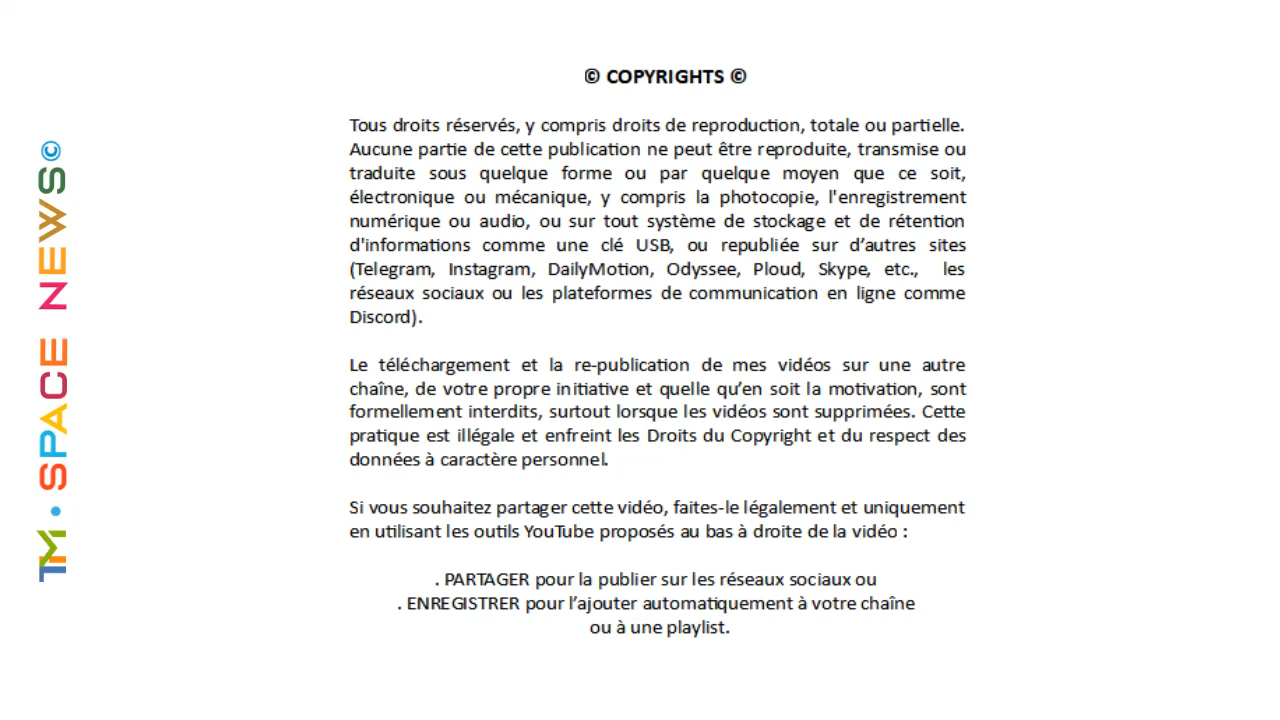 © COPYRIGHTS ©
Tous droits réservés, y compris droits de reproduction, totale ou partielle.
Aucune partie de cette publication ne peut être reproduite, transmise ou
traduite sous quelque forme ou par quelque moyen que ce soit,
électronique ou mécanique, y compris la photocopie, l'enregistrement
numérique ou audio, ou sur tout système de stockage et de rétention
d'informations comme une clé USB, ou republiée sur d’autres sites
(Telegram, Instagram, DailyMotion, Odyssee, Ploud, Skype, etc., les
réseaux sociaux ou les plateformes de communication en ligne comme
Discord).
Le téléchargement et la re-publication de mes vidéos sur une autre
chaîne, de votre propre initiative et quelle qu’en soit la motivation, sont
formellement interdits, surtout lorsque les vidéos sont supprimées. Cette
pratique est illégale et enfreint les Droits du Copyright et du respect des
données à caractère personnel.
Si vous souhaitez partager cette vidéo, faites-le légalement et uniquement
en utilisant les outils YouTube proposés au bas à droite de la vidéo :
. PARTAGER pour la publier sur les réseaux sociaux ou
. ENREGISTRER pour l’ajouter automatiquement à votre chaîne
ou à une playlist.
TM • SPACE NEWS©